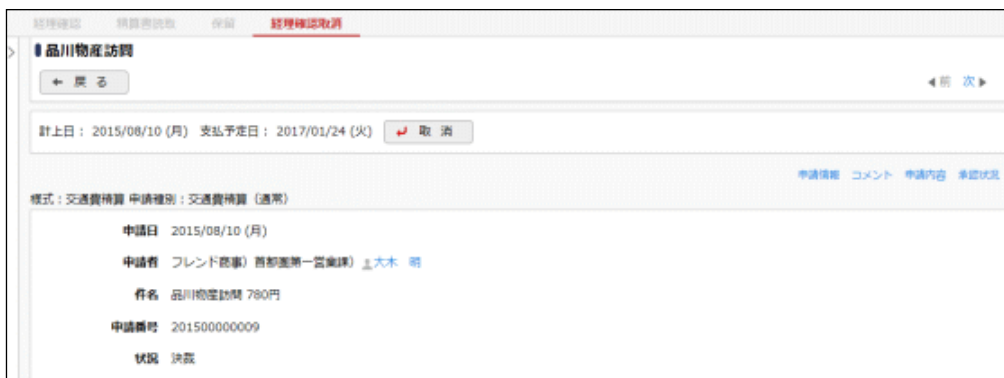 経理確認 精算書読取 保留 経理確認取消
品川物産訪問
戻る
前 次
計上日: 2015/08/10 (月) 支払予定日: 2017/01/24 (火) 取消
申請情報 コメント 申請内容 承認状況
様式:交通費精算 申請種別:交通費精算(通常)
申請日 2015/08/10 (月)
申請者 フレンド商事)首都圏第一営業課) 大木 明
件名 品川物産訪問 780円
申請番号 201500000009
状況 決裁